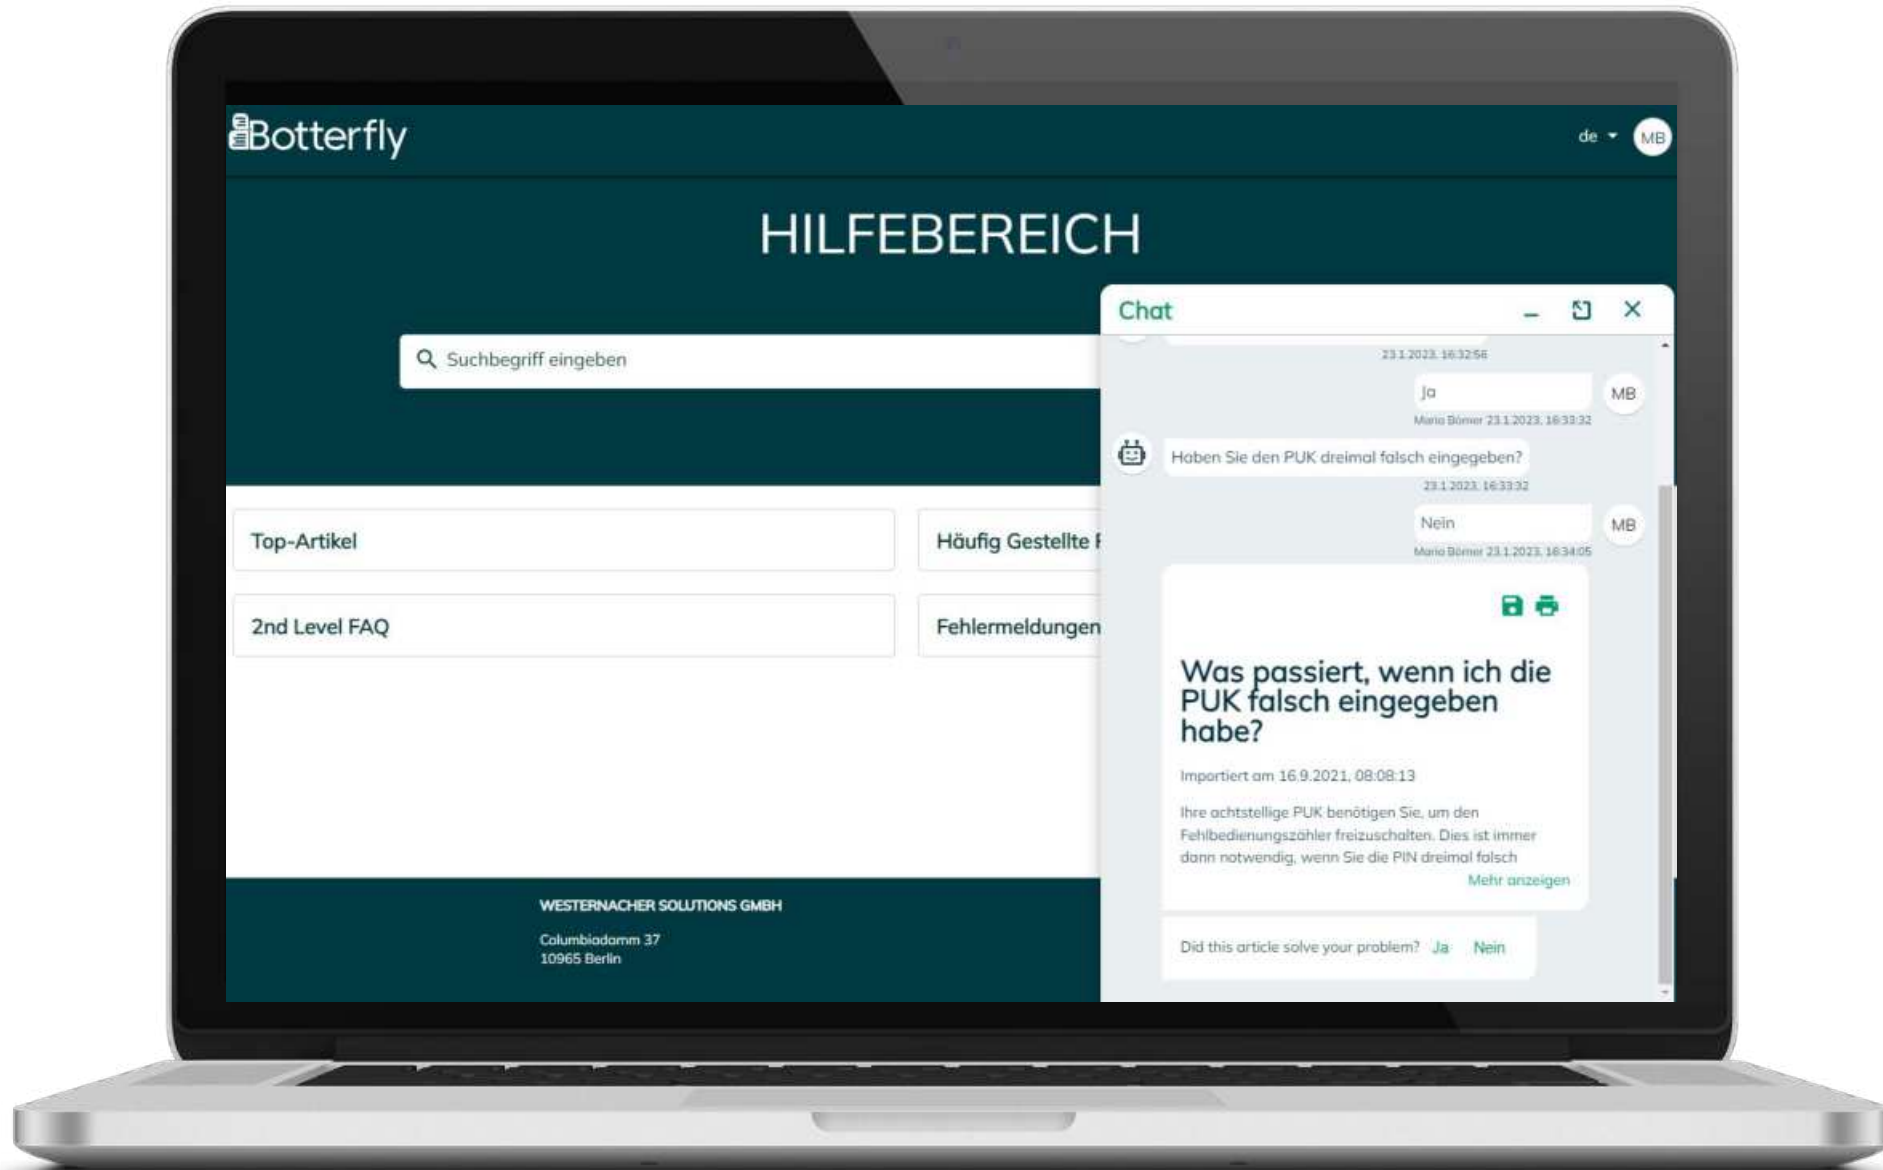 Botterfly
de
MB
HILFEBEREICH
Suchbegriff eingeben
Top-Artikel
Häufig Gestellte
2nd Level FAQ
Fehlermeldungen
WESTERNACHER SOLUTIONS GMBH
Columbiadamm 37
10965 Berlin
Chat
23.1.2023, 16:32:56
Ja
MB
Mario Börner 23.1.2023, 16:33:32
Haben Sie den PUK dreimal falsch eingegeben?
23.1.2023, 16:33:32
Nein
MB
Mario Börner 23.1.2023, 16:34:05
Was passiert, wenn ich die
PUK falsch eingegeben
habe?
Importiert am 16.9.2021, 08:08:13
Ihre achtstellige PUK benötigen Sie, um den
Fehlbedienungszähler freizuschalten. Dies ist immer
dann notwendig, wenn Sie die PIN dreimal falsch
Mehr anzeigen
Did this article solve your problem? Ja Nein